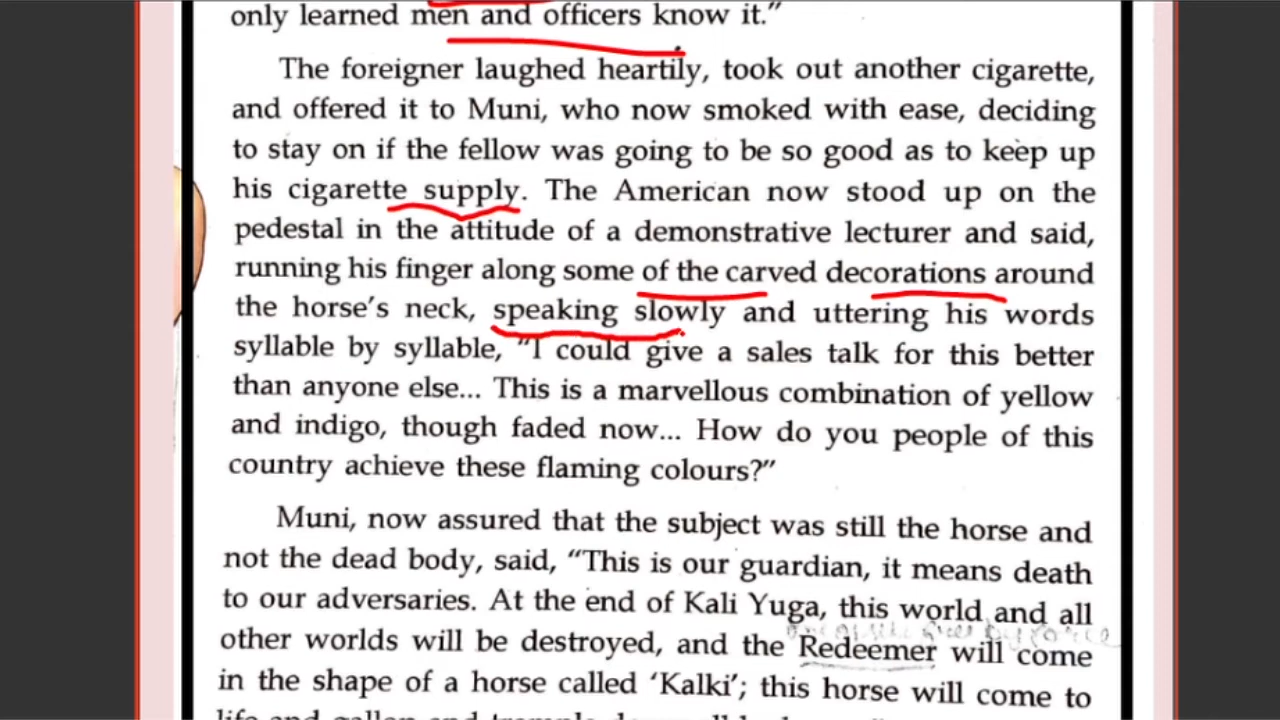 only learned men and officers know it.”
The foreigner laughed heartily, took out another cigarette,
and offered it to Muni, who now smoked with ease, deciding
to stay on if the fellow was going to be so good as to keep up
his cigarette supply. The American now stood up on the
pedestal in the attitude of a demonstrative lecturer and said,
running his finger along some of the carved decorations around
the horse’s neck, speaking slowly and uttering his words
syllable by syllable, “I could give a sales talk for this better
than anyone else... This is a marvellous combination of yellow
and indigo, though faded now... How do you people of this
country achieve these flaming colours?”
Muni, now assured that the subject was still the horse and
not the dead body, said, “This is our guardian, it means death
to our adversaries. At the end of Kali Yuga, this world and all
other worlds will be destroyed, and the Redeemer will come
in the shape of a horse called ‘Kalki’; this horse will come to